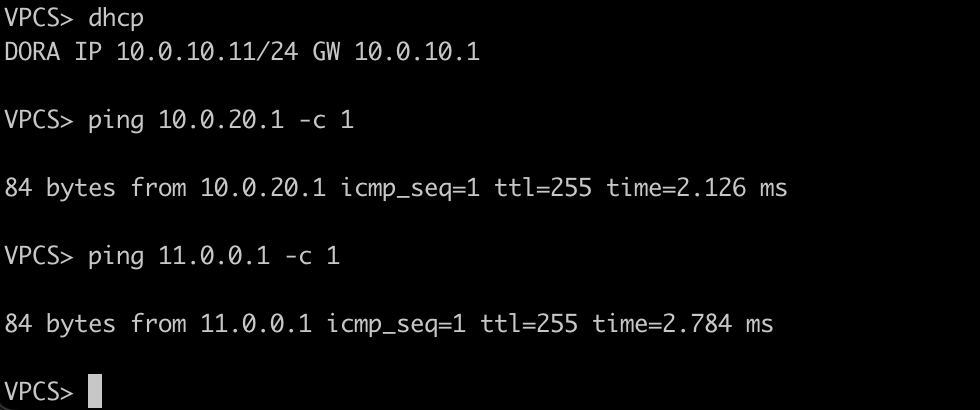 VPCS> dhcp
DORA IP 10.0.10.11/24 GW 10.0.10.1
VPCS> ping 10.0.20.1 -c 1
84 bytes from 10.0.20.1 icmp_seq=1 ttl=255 time=2.126 ms
VPCS> ping 11.0.0.1 -c 1
84 bytes from 11.0.0.1 icmp_seq=1 ttl=255 time=2.784 ms
VPCS>